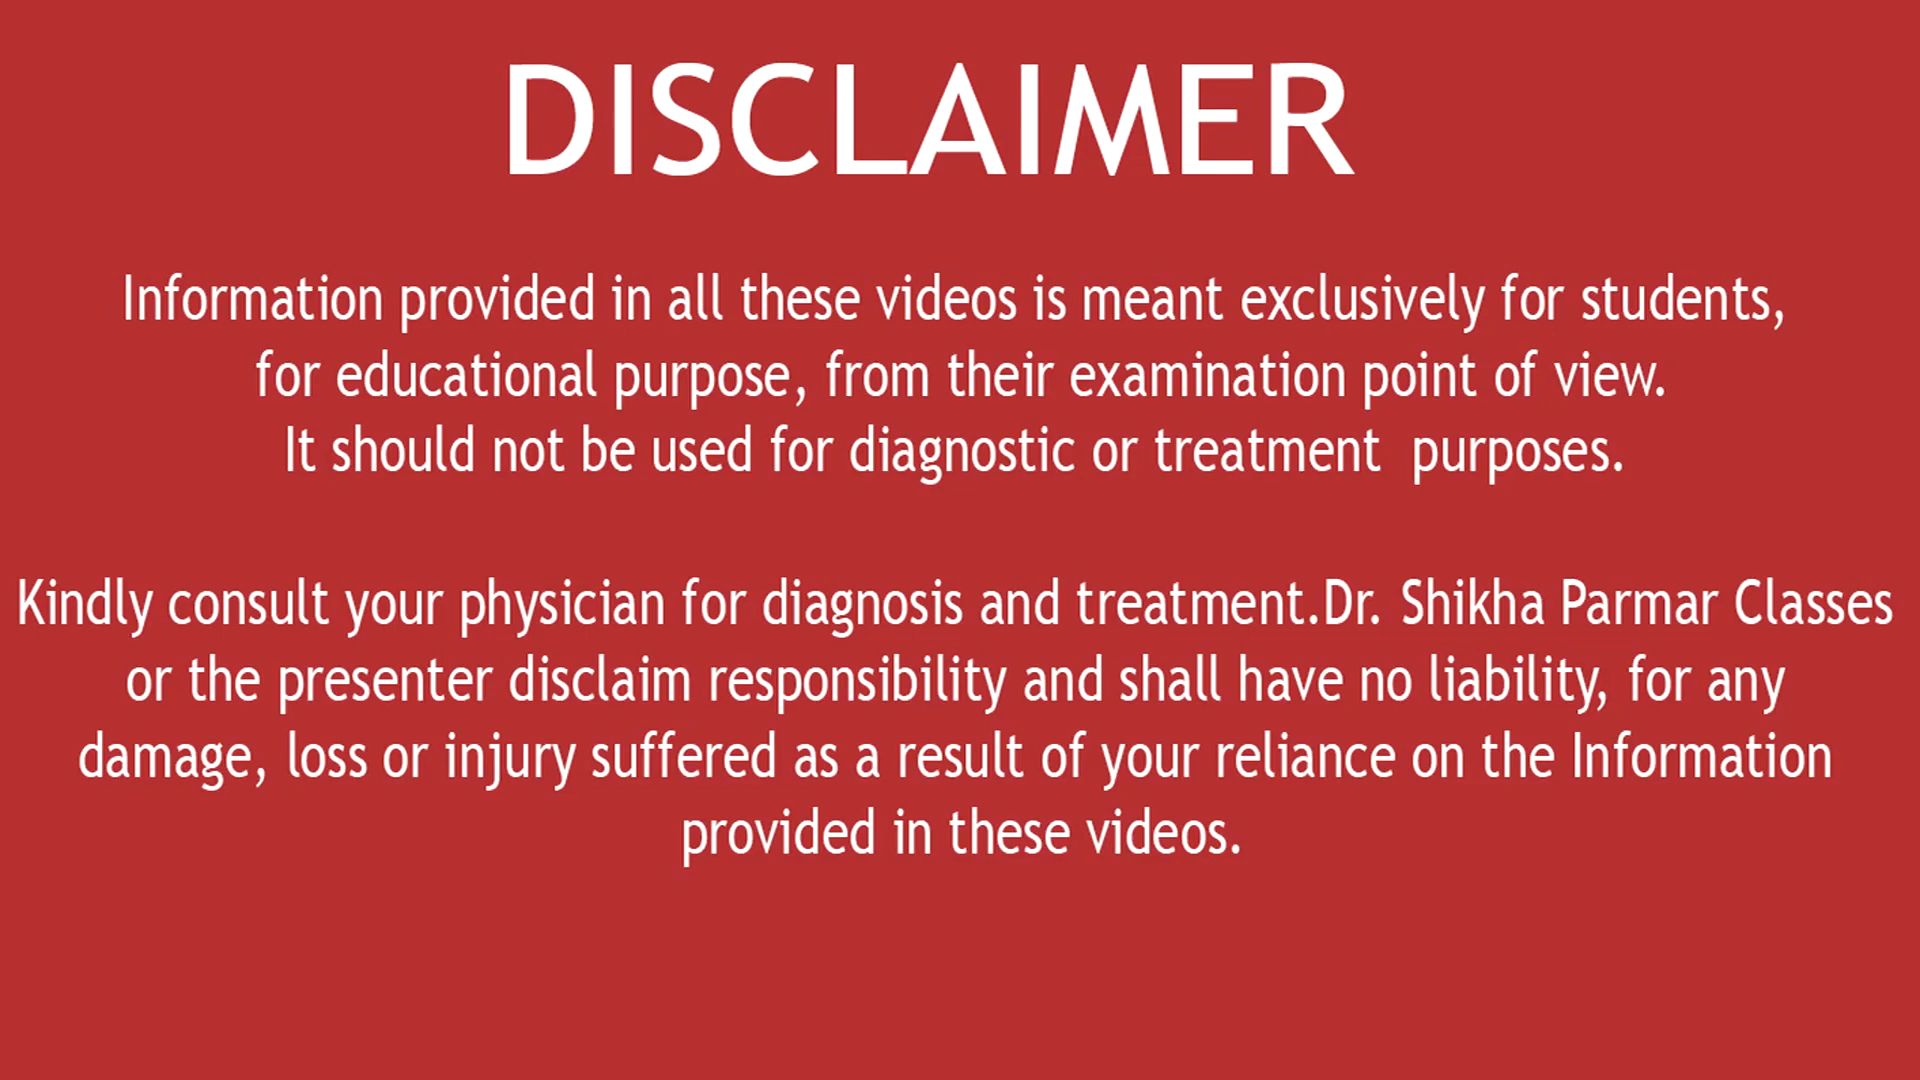 DISCLAIMER
Information provided in all these videos is meant exclusively for students,
for educational purpose, from their examination point of view.
It should not be used for diagnostic or treatment  purposes.
Kindly consult your physician for diagnosis and treatment.Dr. Shikha Parmar Classes
or the presenter disclaim responsibility and shall have no liability, for any
damage, loss or injury suffered as a result of your reliance on the Information
provided in these videos.